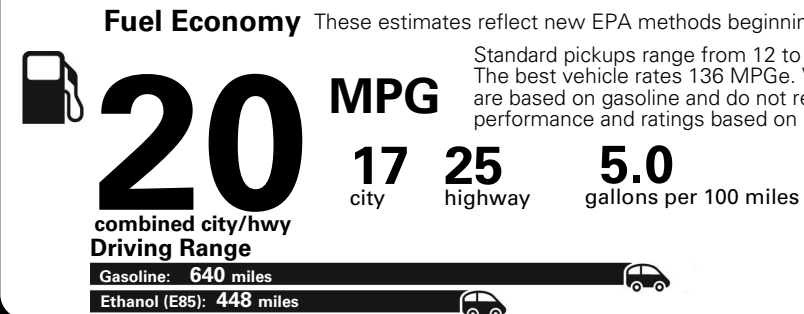 Fuel Economy These estimates reflect new EPA methods beginnin
Standard pickups range from 12 to
The best vehicle rates 136 MPGe. V
are based on gasoline and do not re
performance and ratings based on
20 MPG
combined city/hwy
17 city
25 highway
5.0 gallons per 100 miles
Driving Range
Gasoline: 640 miles
Ethanol (E85): 448 miles